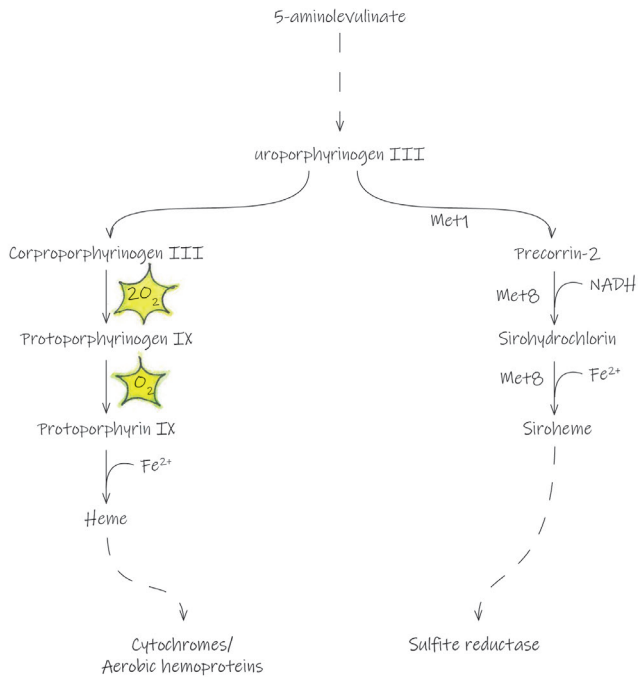 5-aminolevulinate
uroporphyrinogen III
Met1
Corproporphyrinogen III
Precorrin-2
2O₂
Met8
NADH
Protoporphyrinogen IX
Sirohydrochlorin
O₂
Met8
Fe²⁺
Protoporphyrin IX
Siroheme
Fe²⁺
Heme
Cytochromes/
Aerobic hemoproteins
Sulfite reductase